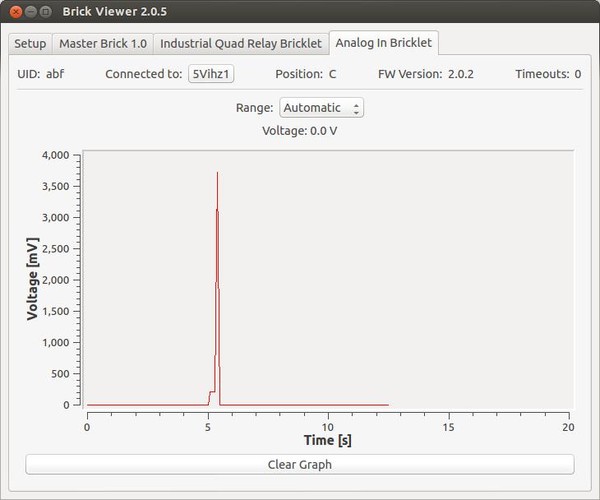 Brick Viewer 2.0.5
Setup Master Brick 1.0 Industrial Quad Relay Bricklet Analog In Bricklet
UID: abf Connected to: 5Vihz1 Position: C FW Version: 2.0.2 Timeouts: 0
Range: Automatic
Voltage: 0.0 V
4,000
3,500
3,000
2,500
2,000
1,500
1,000
500
0
Voltage [mV]
0 5 10 15 20
Time [s]
Clear Graph